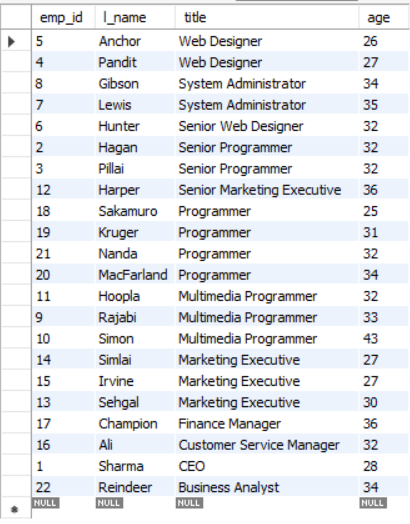 emp_id l_name title age
5 Anchor Web Designer 26
4 Pandit Web Designer 27
8 Gibson System Administrator 34
7 Lewis System Administrator 35
6 Hunter Senior Web Designer 32
2 Hagan Senior Programmer 32
3 Pillai Senior Programmer 32
12 Harper Senior Marketing Executive 36
18 Sakamuro Programmer 25
19 Kruger Programmer 31
21 Nanda Programmer 32
20 MacFarland Programmer 34
11 Hoopla Multimedia Programmer 32
9 Rajabi Multimedia Programmer 33
10 Simon Multimedia Programmer 43
14 Simlai Marketing Executive 27
15 Irvine Marketing Executive 27
13 Sehgal Marketing Executive 30
17 Champion Finance Manager 36
16 Ali Customer Service Manager 32
1 Sharma CEO 28
22 Reindeer Business Analyst 34
NULL NULL NULL NULL